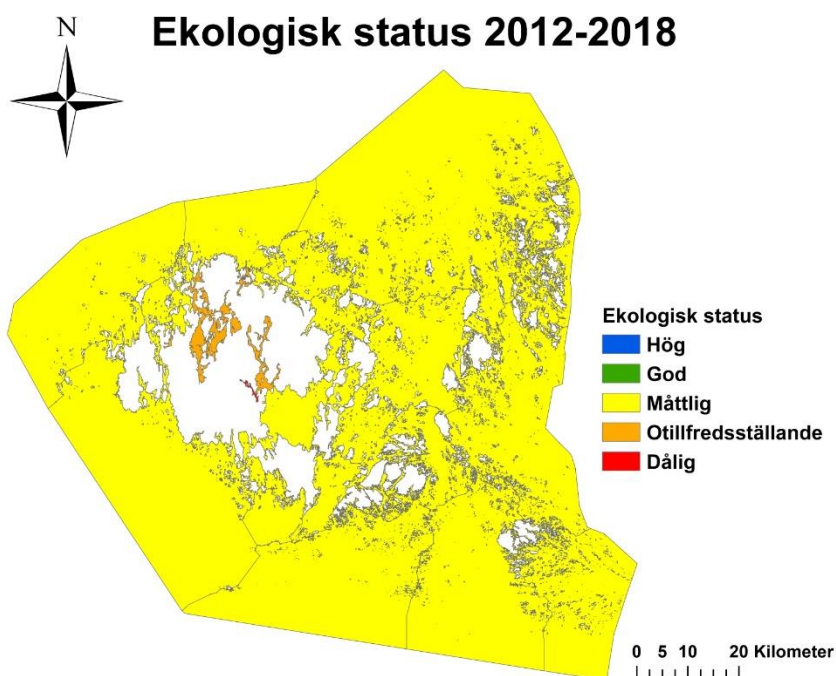 Ekologisk status 2012-2018
N
Ekologisk status
Hög
God
Måttlig
Otillfredsställande
Dålig
0 5 10 20 Kilometer